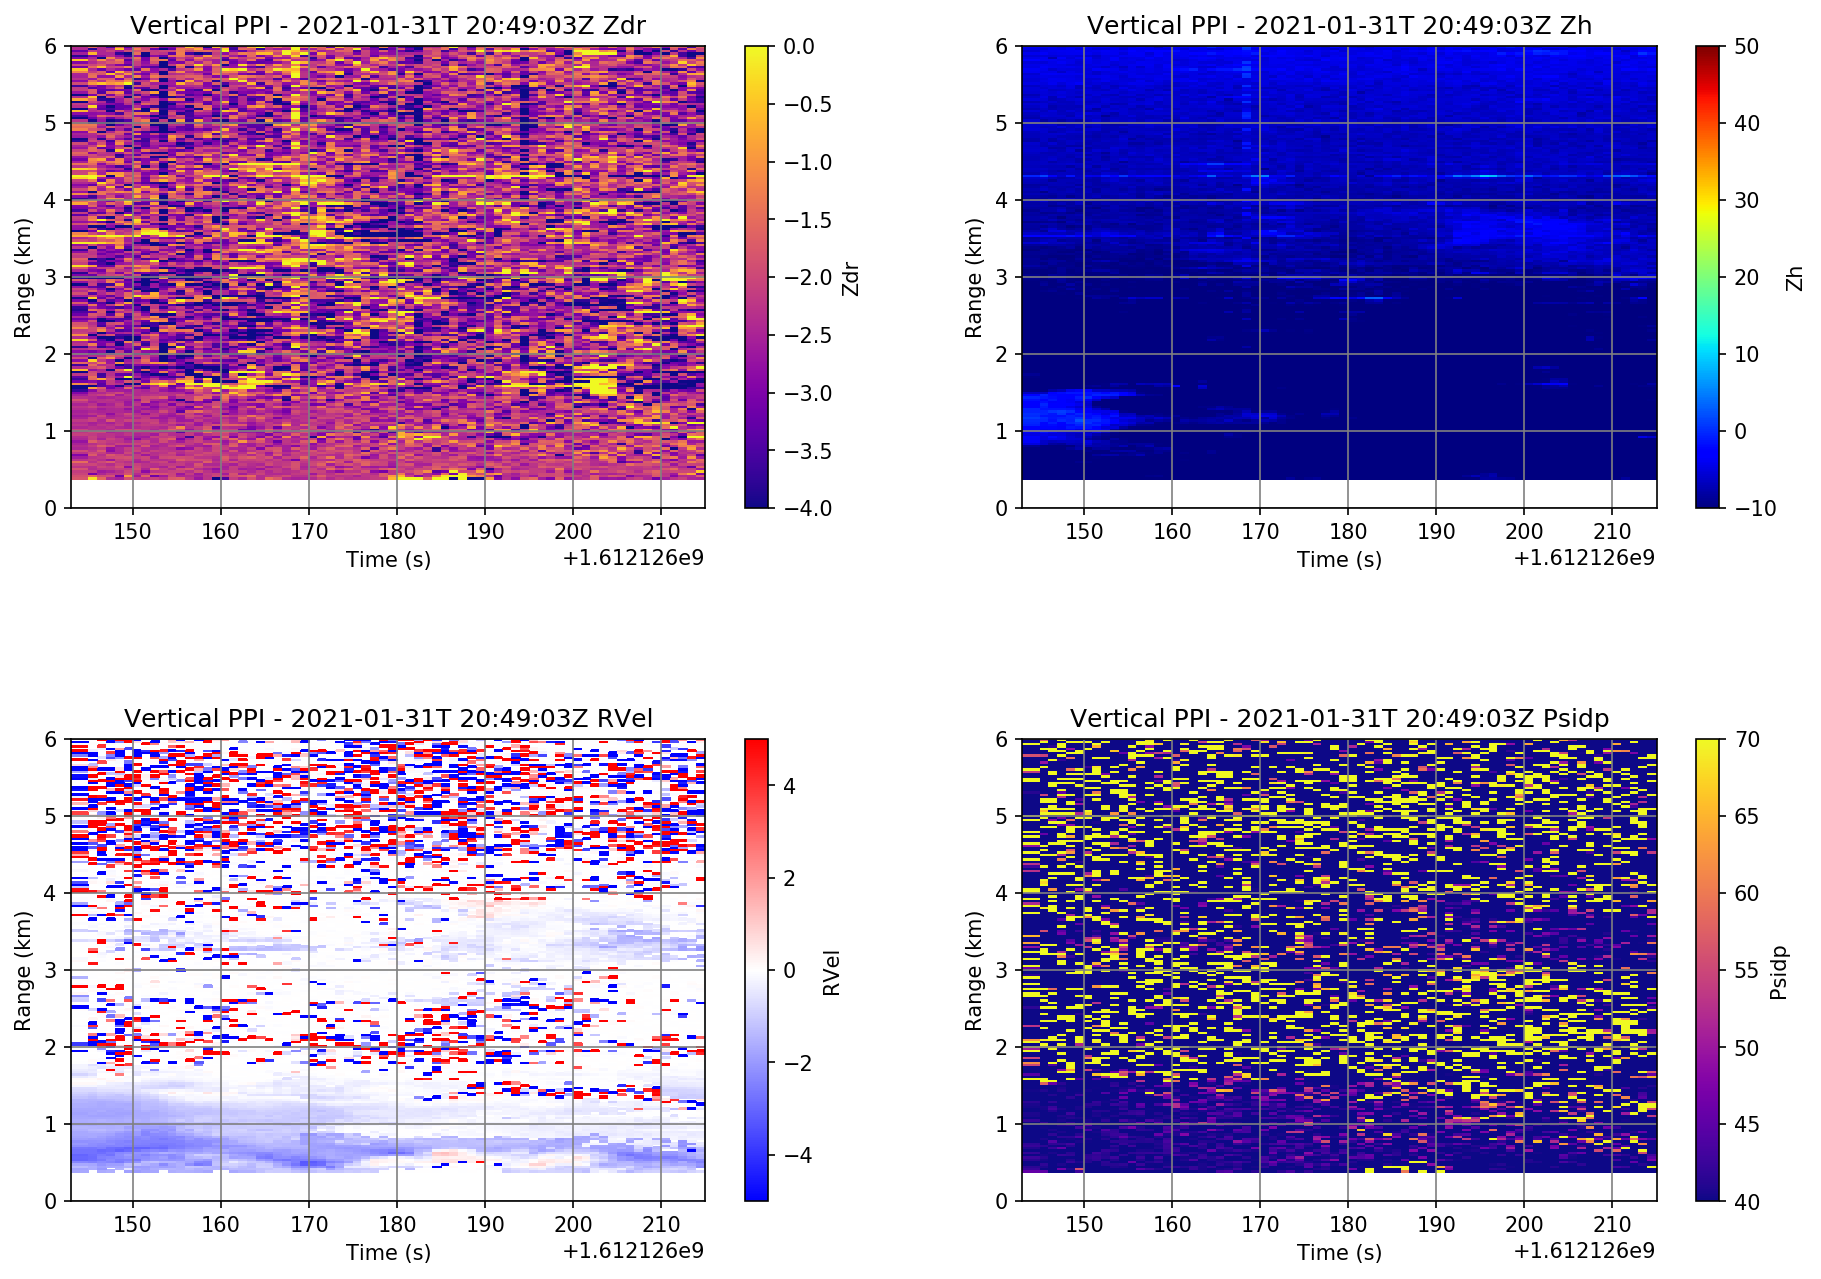 Vertical PPI - 2021-01-31T 20:49:03Z Zdr
6
5
4
3
2
1
0
Range (km)
150 160 170 180 190 200 210
Time (s)
+1.612126e9
0.0
−0.5
−1.0
−1.5
−2.0
−2.5
−3.0
−3.5
−4.0
Zdr
Vertical PPI - 2021-01-31T 20:49:03Z Zh
6
5
4
3
2
1
0
Range (km)
150 160 170 180 190 200 210
Time (s)
+1.612126e9
50
40
30
20
10
0
−10
Zh
Vertical PPI - 2021-01-31T 20:49:03Z RVel
6
5
4
3
2
1
0
Range (km)
150 160 170 180 190 200 210
Time (s)
+1.612126e9
4
2
0
−2
−4
RVel
Vertical PPI - 2021-01-31T 20:49:03Z Psidp
6
5
4
3
2
1
0
Range (km)
150 160 170 180 190 200 210
Time (s)
+1.612126e9
70
65
60
55
50
45
40
Psidp